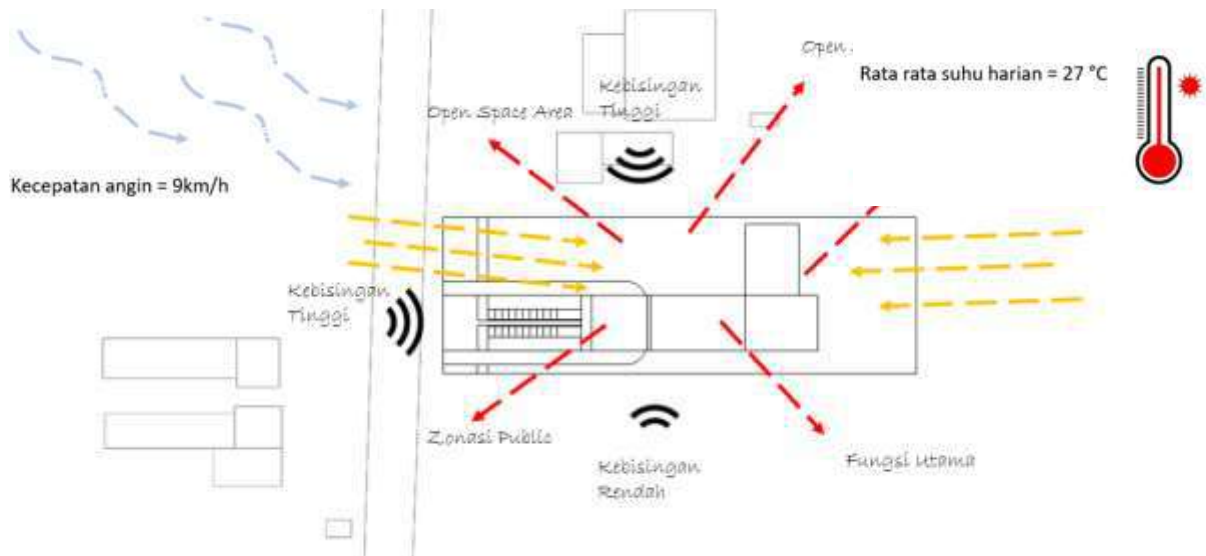 Open
Rata rata suhu harian = 27 °C
Kebisingan
Tinggi
Open Space Area
Kecepatan angin = 9km/h
Kebisingan
Tinggi
Zonasi Public
Kebisingan
Rendah
Fungsi Utama